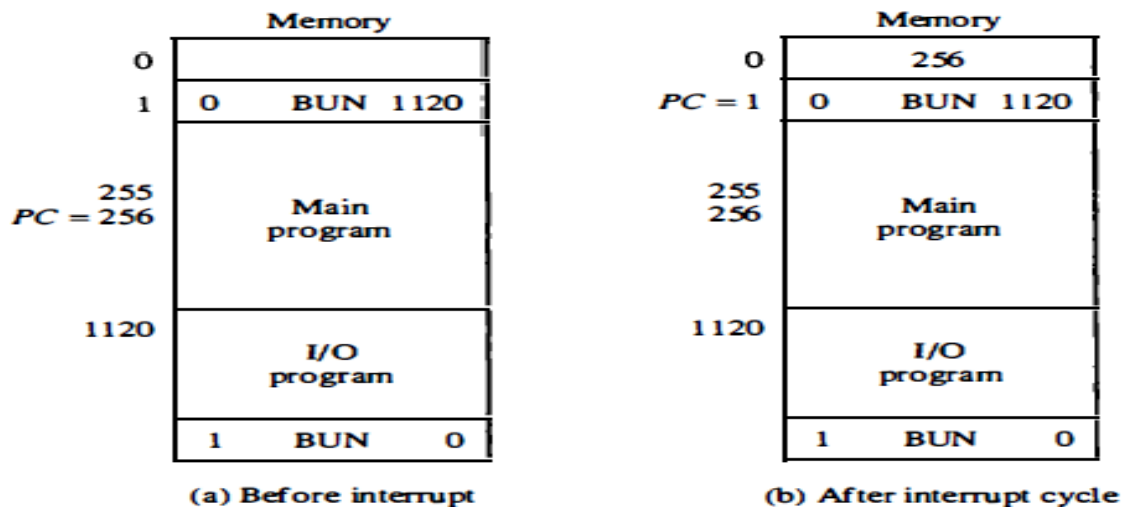 Memory
0
1 0 BUN 1120
255
PC = 256
Main
program
1120
I/O
program
1 BUN 0
(a) Before interrupt
Memory
0 256
PC = 1 0 BUN 1120
255
256
Main
program
1120
I/O
program
1 BUN 0
(b) After interrupt cycle